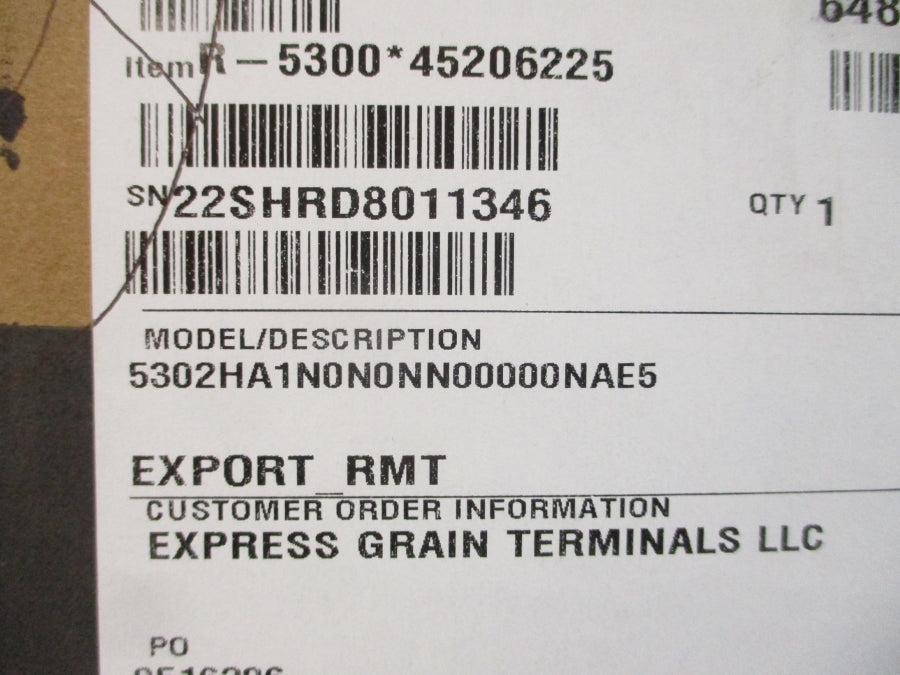 648
Item R-5300*45206225
SN 22SHRD8011346
QTY 1
MODEL/DESCRIPTION
5302HA1N0N0NN00000NAE5
EXPORT_RMT
CUSTOMER ORDER INFORMATION
EXPRESS GRAIN TERMINALS LLC
PO